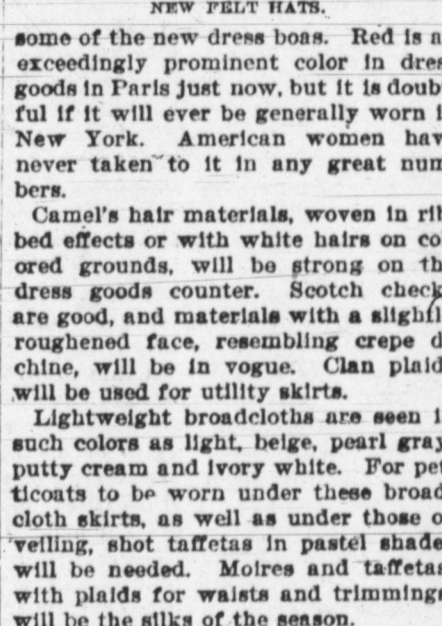 NEW FELT HATS.
some of the new dress boas. Red is a
exceedingly prominent color in dres
goods in Paris just now, but it is doub
ful if it will ever be generally worn i
New York. American women hav
never taken to it in any great num
bers.
Camel's hair materials, woven in rib
bed effects or with white hairs on col
ored grounds, will be strong on th
dress goods counter. Scotch check
are good, and materials with a slightl
roughened face, resembling crepe d
chine, will be in vogue. Clan plaid
will be used for utility skirts.
Lightweight broadcloths are seen i
such colors as light, beige, pearl gray
putty cream and ivory white. For pet
ticoats to be worn under these broad
cloth skirts, as well as under those o
veiling, shot taffetas in pastel shade
will be needed. Moires and taffetas
with plaids for waists and trimmings
will be the silks of the season.